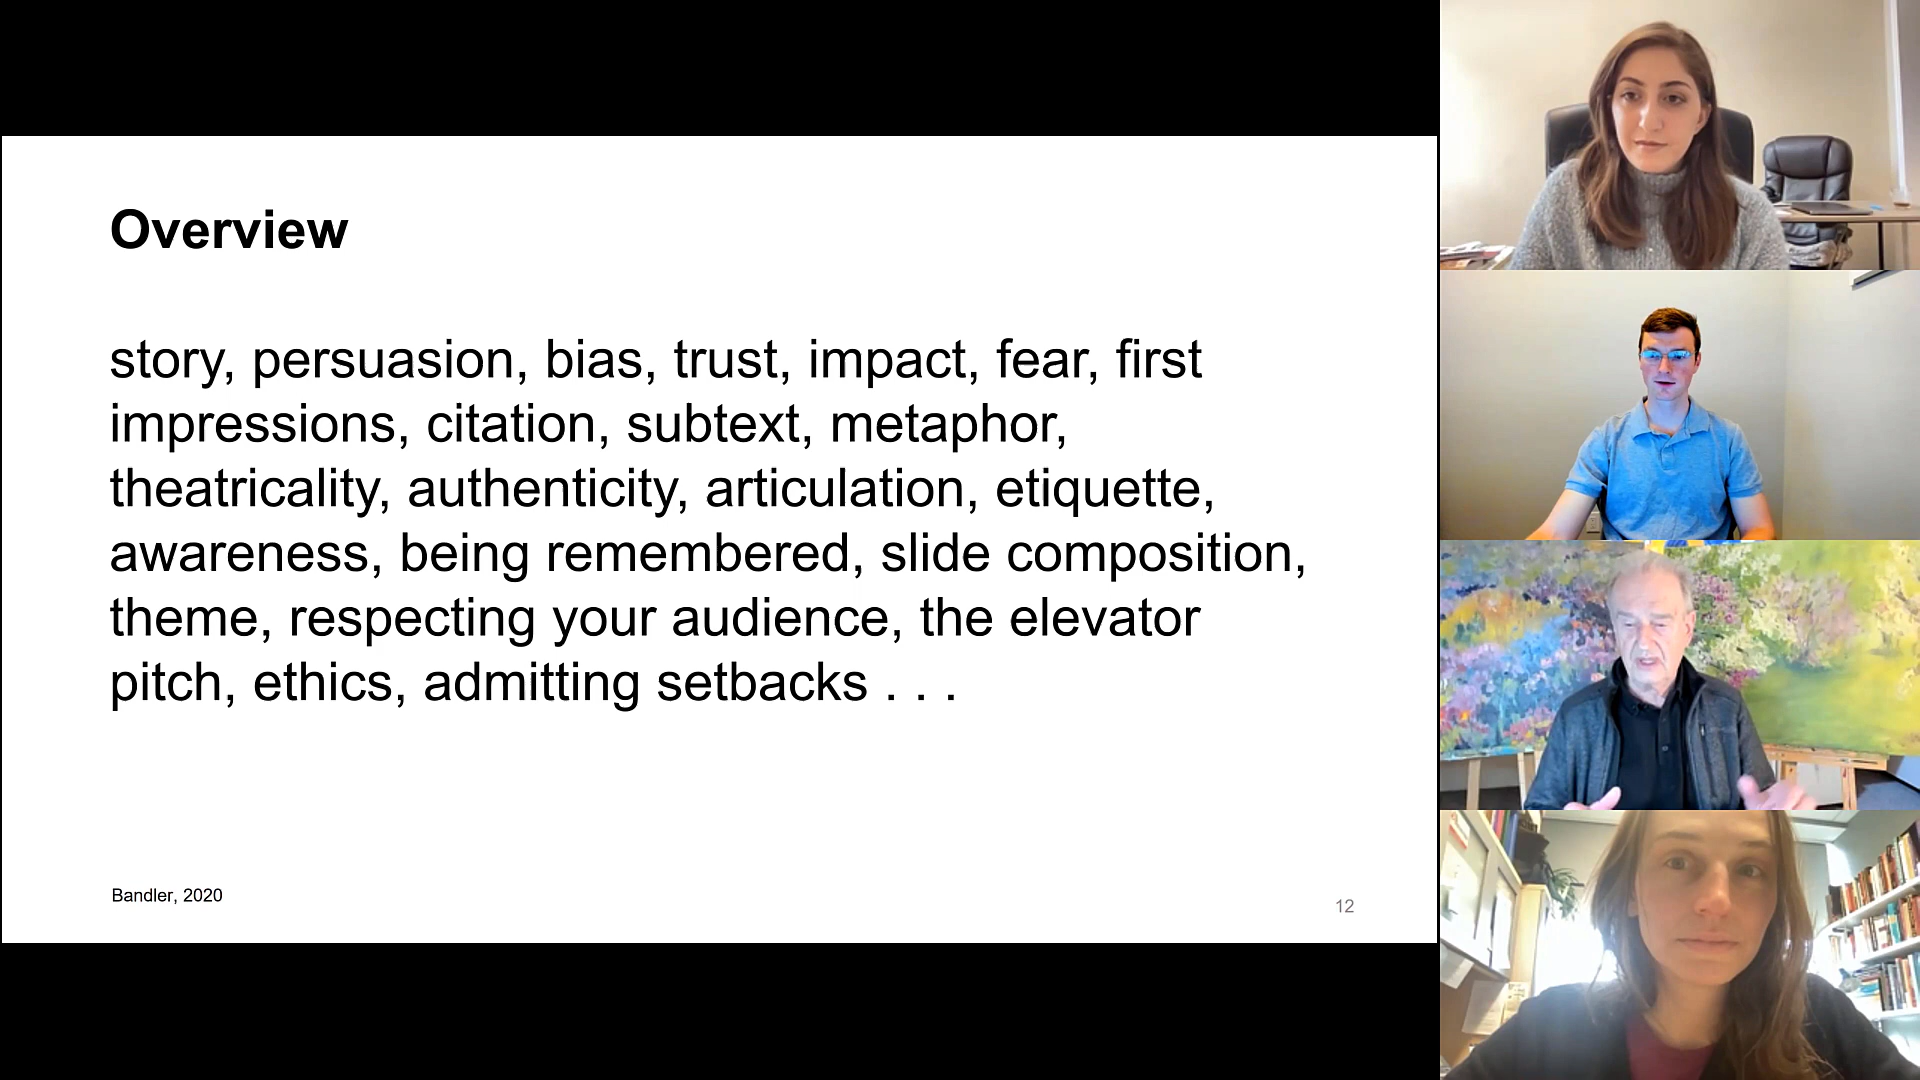 Overview
story, persuasion, bias, trust, impact, fear, first
impressions, citation, subtext, metaphor,
theatricality, authenticity, articulation, etiquette,
awareness, being remembered, slide composition,
theme, respecting your audience, the elevator
pitch, ethics, admitting setbacks . . .
Bandler, 2020
12